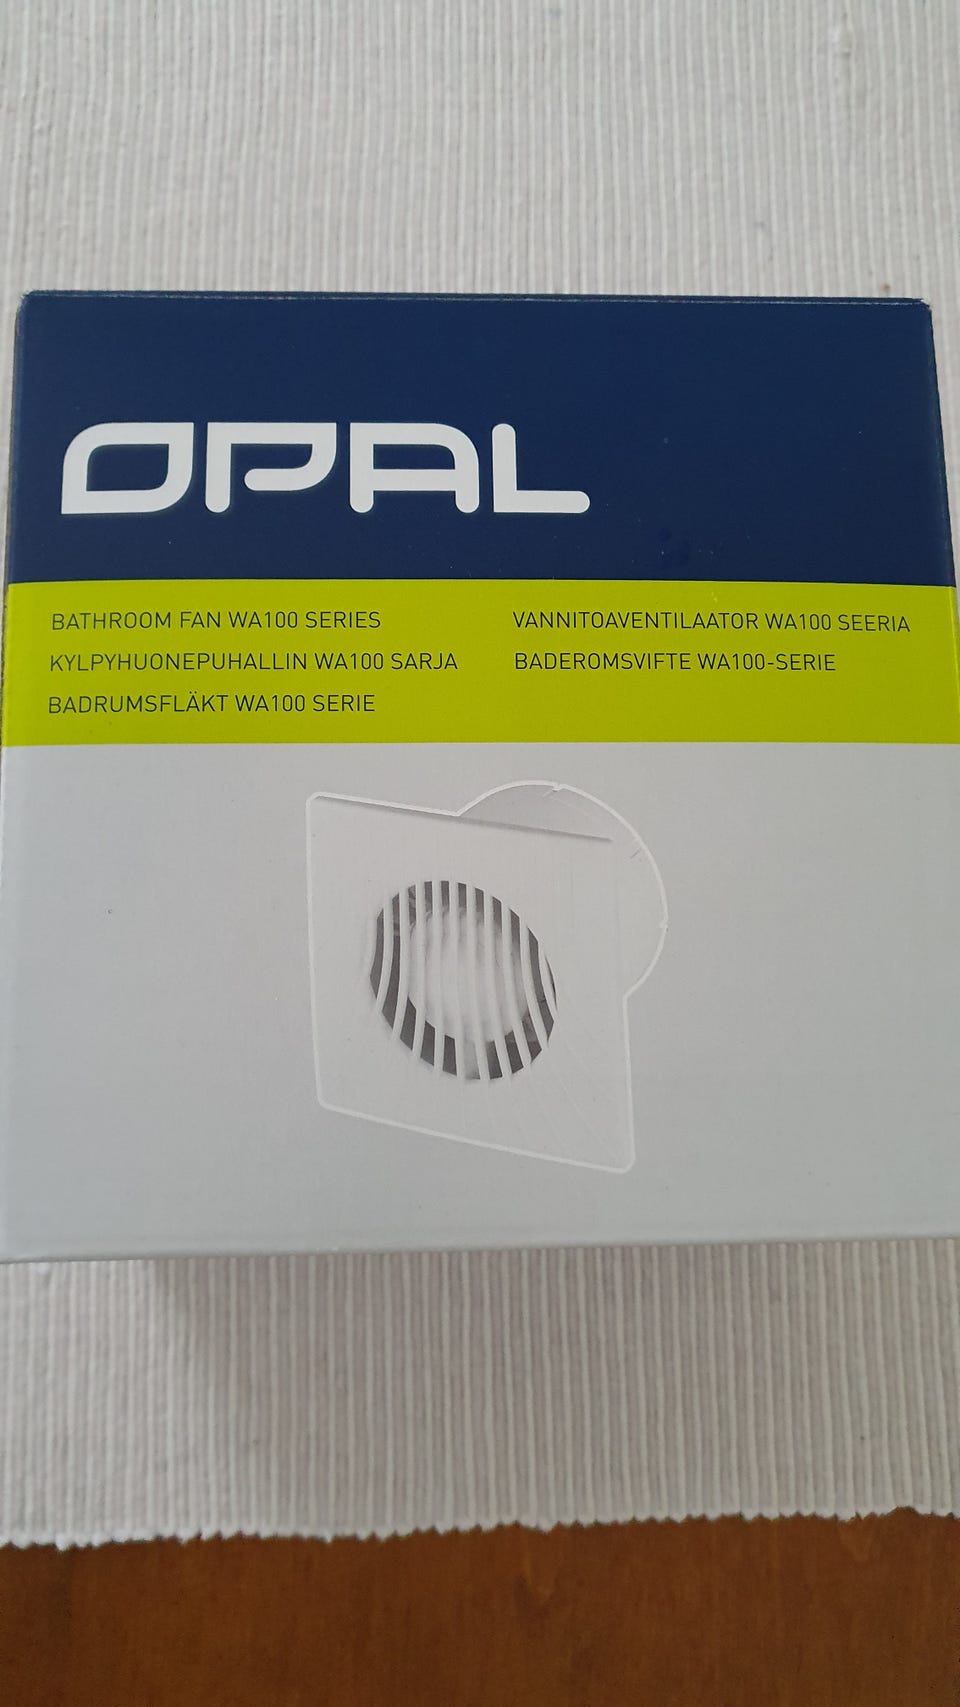 OPAL
BATHROOM FAN WA100 SERIES
KYLPYHUONEPUHALLIN WA100 SARJA
BADRUMSFLÄKT WA100 SERIE
VANNITOAVENTILAATOR WA100 SEERIA
BADEROMSVIFTE WA100-SERIE